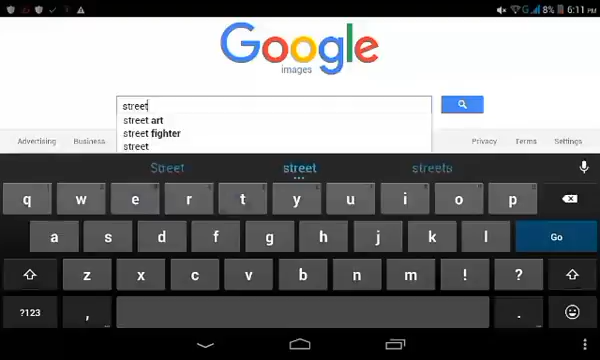 8% 6:11 PM
Google
images
street
street art
street fighter
street
Advertising Business Privacy Terms Settings
Street street streets
q w e r t y u i o p
a s d f g h j k l Go
z x c v b n m ! ?
?123 , .